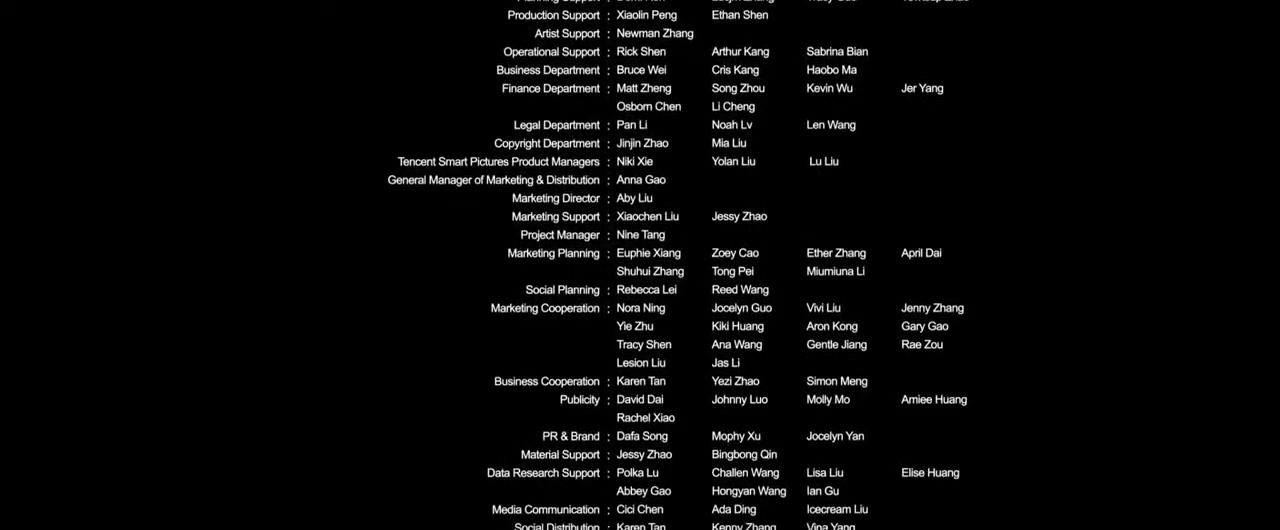 Production Support : Xiaolin Peng Ethan Shen
Artist Support : Newman Zhang
Operational Support : Rick Shen Arthur Kang Sabrina Bian
Business Department : Bruce Wei Cris Kang Haobo Ma
Finance Department : Matt Zheng Song Zhou Kevin Wu Jer Yang
Osborn Chen Li Cheng
Legal Department : Pan Li Noah Lv Len Wang
Copyright Department : Jinjin Zhao Mia Liu
Tencent Smart Pictures Product Managers : Niki Xie Yolan Liu Lu Liu
General Manager of Marketing & Distribution : Anna Gao
Marketing Director : Aby Liu
Marketing Support : Xiaochen Liu Jessy Zhao
Project Manager : Nine Tang
Marketing Planning : Euphie Xiang Zoey Cao Ether Zhang April Dai
Shuhui Zhang Tong Pei Miumiuna Li
Social Planning : Rebecca Lei Reed Wang
Marketing Cooperation : Nora Ning Jocelyn Guo Vivi Liu Jenny Zhang
Yie Zhu Kiki Huang Aron Kong Gary Gao
Tracy Shen Ana Wang Gentle Jiang Rae Zou
Lesion Liu Jas Li
Business Cooperation : Karen Tan Yezi Zhao Simon Meng
Publicity : David Dai Johnny Luo Molly Mo Amiee Huang
Rachel Xiao
PR & Brand : Dafa Song Mophy Xu Jocelyn Yan
Material Support : Jessy Zhao Bingbong Qin
Data Research Support : Polka Lu Challen Wang Lisa Liu Elise Huang
Abbey Gao Hongyan Wang Ian Gu
Media Communication : Cici Chen Ada Ding Icecream Liu
Social Distribution : Karen Tan Kenny Zhang Vina Yang